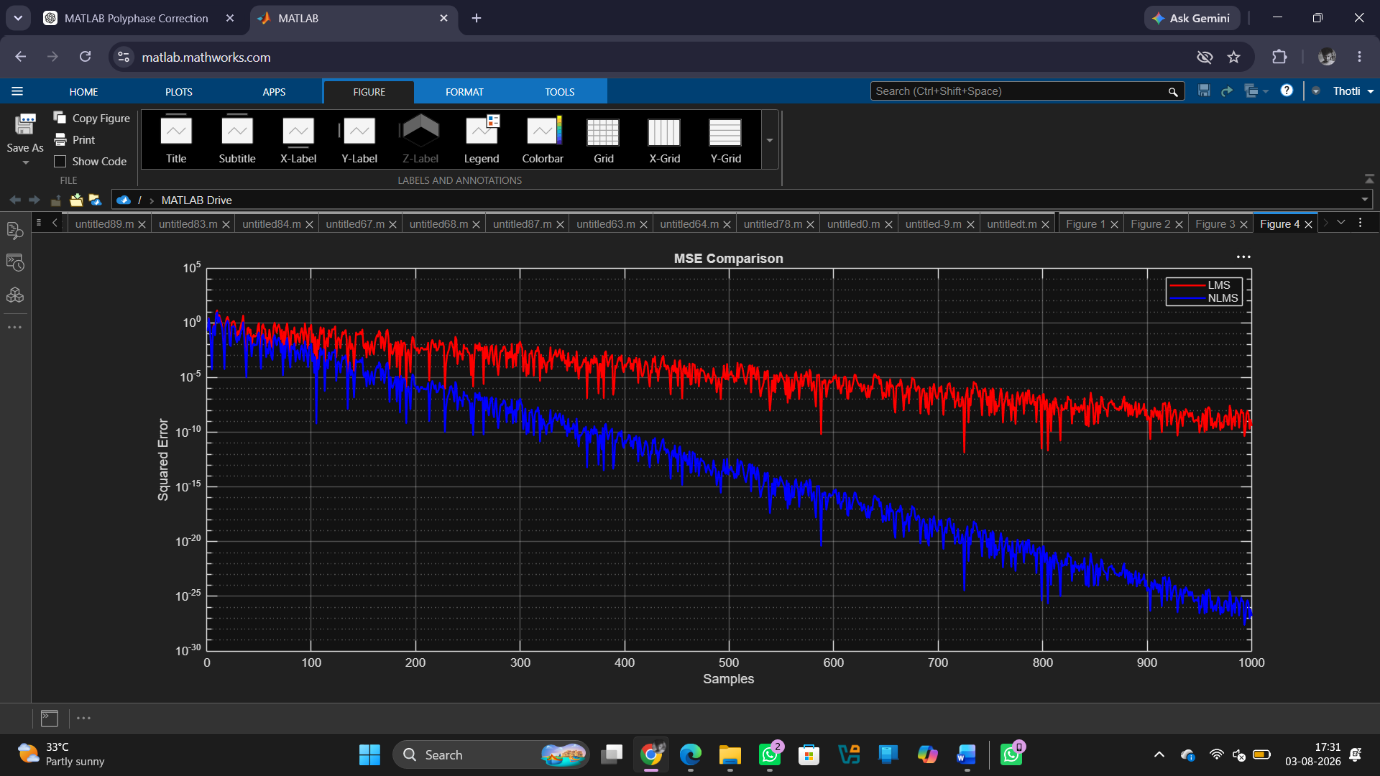 MATLAB Polyphase Correction
MATLAB
Ask Gemini
matlab.mathworks.com
HOME PLOTS APPS FIGURE FORMAT TOOLS
Search (Ctrl+Shift+Space)
Thotli
Save As
Copy Figure
Print
Show Code
FILE
Title Subtitle X-Label Y-Label Z-Label Legend Colorbar Grid X-Grid Y-Grid
LABELS AND ANNOTATIONS
/ > MATLAB Drive
untitled89.m untitled83.m untitled84.m untitled67.m untitled68.m untitled87.m untitled63.m untitled64.m untitled78.m untitled0.m untitled-9.m untitledt.m Figure 1 Figure 2 Figure 3 Figure 4
MSE Comparison
LMS
NLMS
10^5
10^0
10^-5
10^-10
10^-15
10^-20
10^-25
10^-30
Squared Error
0 100 200 300 400 500 600 700 800 900 1000
Samples
33°C
Partly sunny
Search
2
17:31
03-08-2026